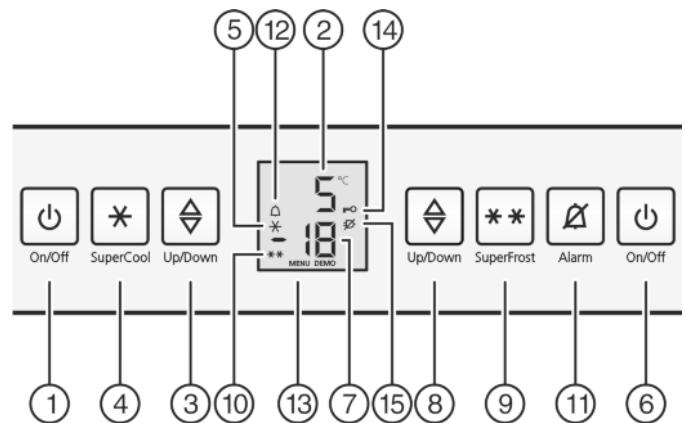 5 12 2 14
5 °C
-18
** MENU DEMO
On/Off SuperCool Up/Down Up/Down SuperFrost Alarm On/Off
1 4 3 10 13 7 15 8 9 11 6